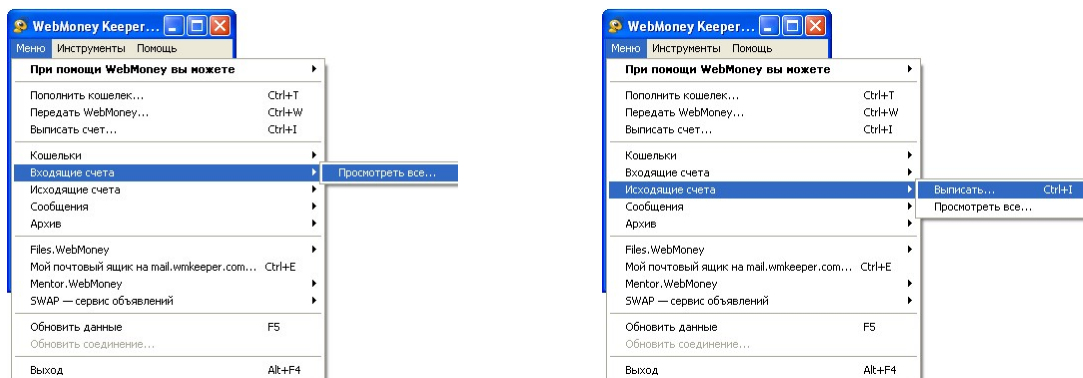 WebMoney Keeper...
Меню Инструменты Помощь
При помощи WebMoney вы можете
Пополнить кошелек... Ctrl+T
Передать WebMoney... Ctrl+W
Выписать счет... Ctrl+I
Кошельки
Входящие счета Просмотреть все...
Исходящие счета
Сообщения
Архив
Files.WebMoney
Мой почтовый ящик на mail.wmkeeper.com... Ctrl+E
Mentor.WebMoney
SWAP — сервис объявлений
Обновить данные F5
Обновить соединение...
Выход Alt+F4
WebMoney Keeper...
Меню Инструменты Помощь
При помощи WebMoney вы можете
Пополнить кошелек... Ctrl+T
Передать WebMoney... Ctrl+W
Выписать счет... Ctrl+I
Кошельки
Входящие счета
Исходящие счета Выписать... Ctrl+I
Сообщения Просмотреть все...
Архив
Files.WebMoney
Мой почтовый ящик на mail.wmkeeper.com... Ctrl+E
Mentor.WebMoney
SWAP — сервис объявлений
Обновить данные F5
Обновить соединение...
Выход Alt+F4